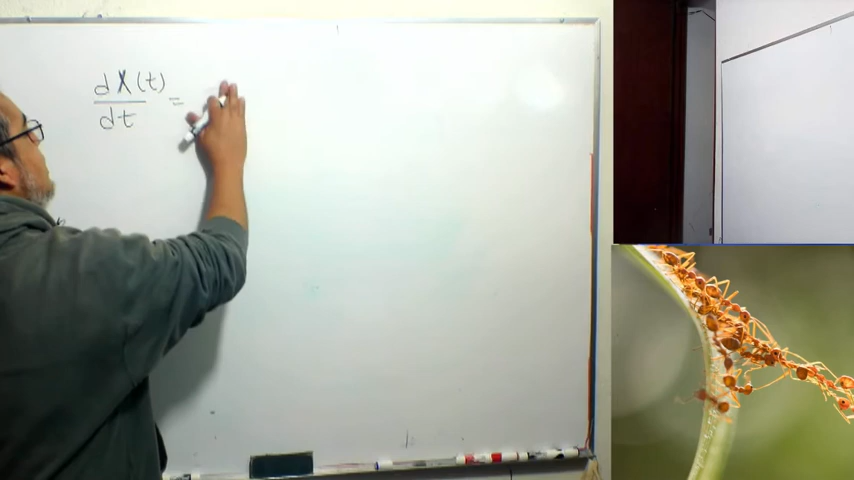 dX(t)
dt =